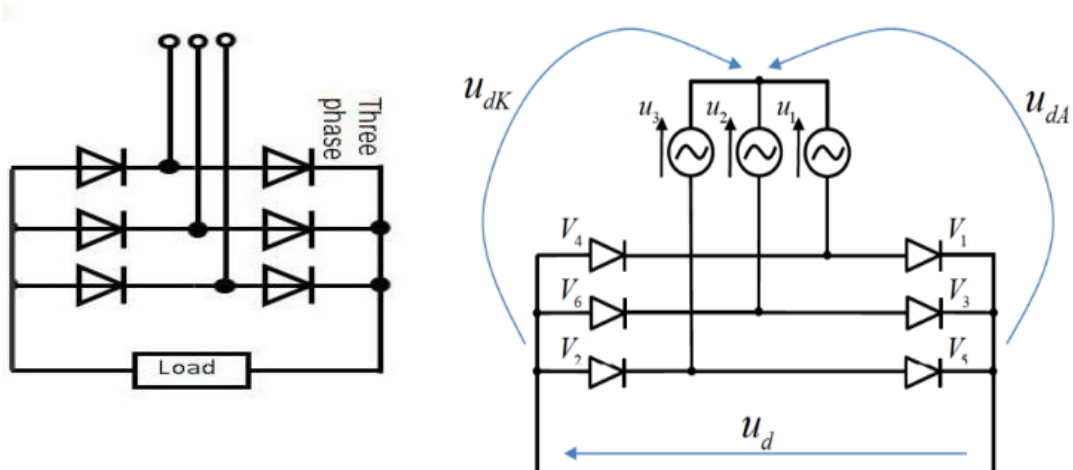 Three
phase
Load
u_dK
u_dA
u_3
u_2
u_1
V_4
V_1
V_6
V_3
V_2
V_5
u_d